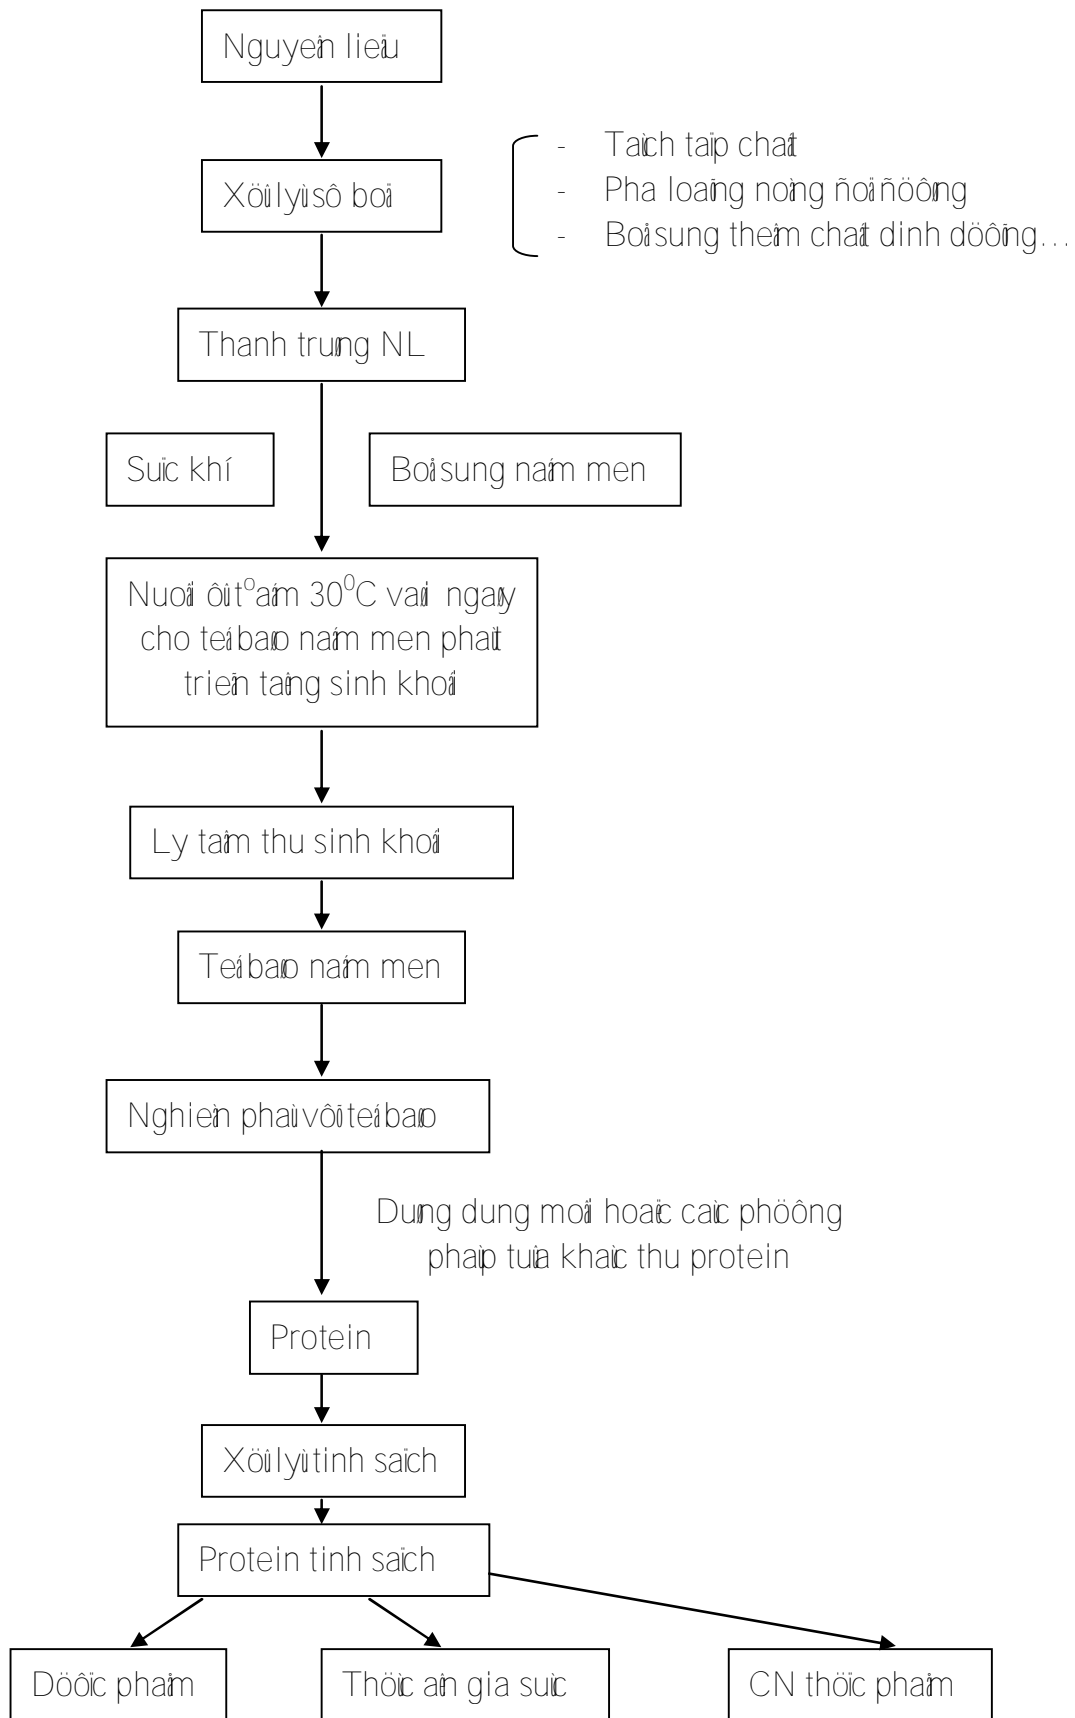 Nguyeân lieäu
Xöû lyù sô boä
- Taùch taïp chaát
- Pha loaõng noàng ñoä ñöôøng
- Boå sung theâm chaát dinh döôõng…
Thanh truøng NL
Suïc khí
Boå sung naám men
Nuoâi ôû t⁰ aám 30⁰C vaøi ngaøy
cho teá baøo naám men phaùt
trieån taêng sinh khoái
Ly taâm thu sinh khoái
Teá baøo naám men
Nghieàn phaù vôõ teá baøo
Duøng dung moâi hoaëc caùc phöông
phaùp tuûa khaùc thu protein
Protein
Xöû lyù tinh saïch
Protein tinh saïch
Döôïc phaåm
Thöùc aên gia suùc
CN thöïc phaåm